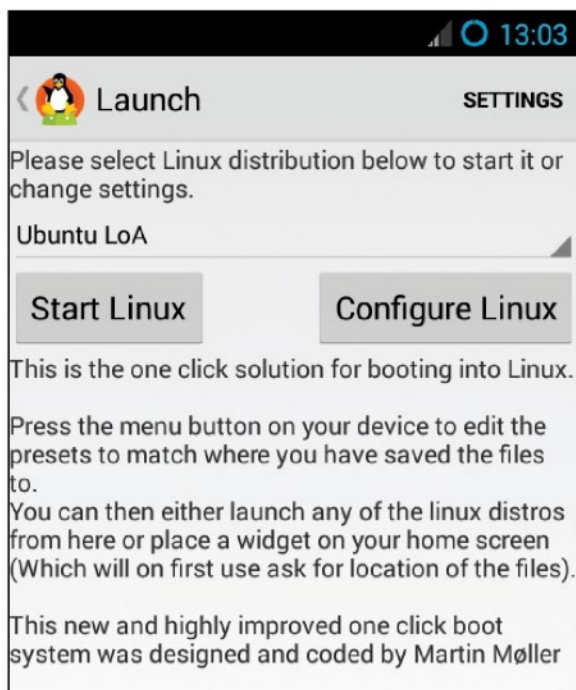 13:03
Launch
SETTINGS
Please select Linux distribution below to start it or
change settings.
Ubuntu LoA
Start Linux
Configure Linux
This is the one click solution for booting into Linux.
Press the menu button on your device to edit the
presets to match where you have saved the files
to.
You can then either launch any of the linux distros
from here or place a widget on your home screen
(Which will on first use ask for location of the files).
This new and highly improved one click boot
system was designed and coded by Martin Møller